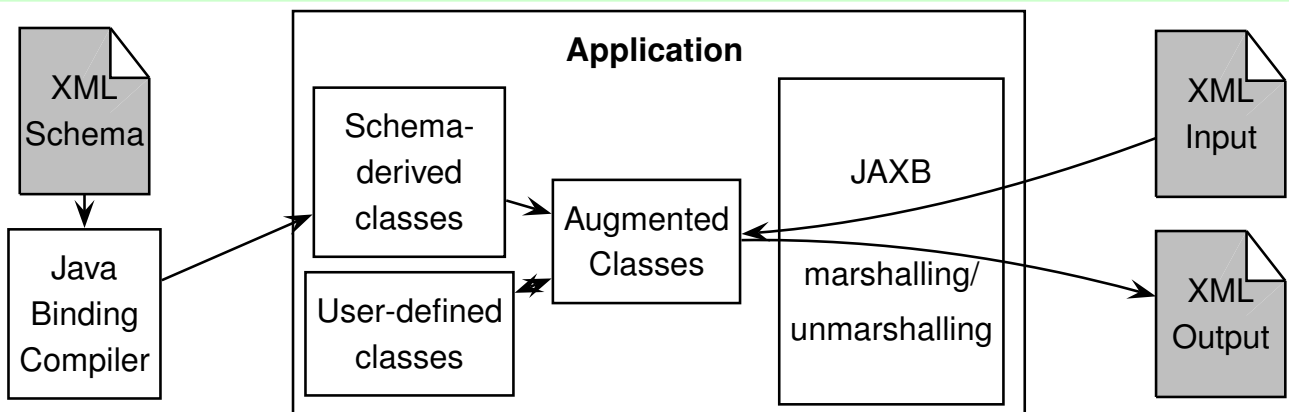 XML
Schema
Java
Binding
Compiler
Application
Schema-
derived
classes
User-defined
classes
Augmented
Classes
JAXB
marshalling/
unmarshalling
XML
Input
XML
Output